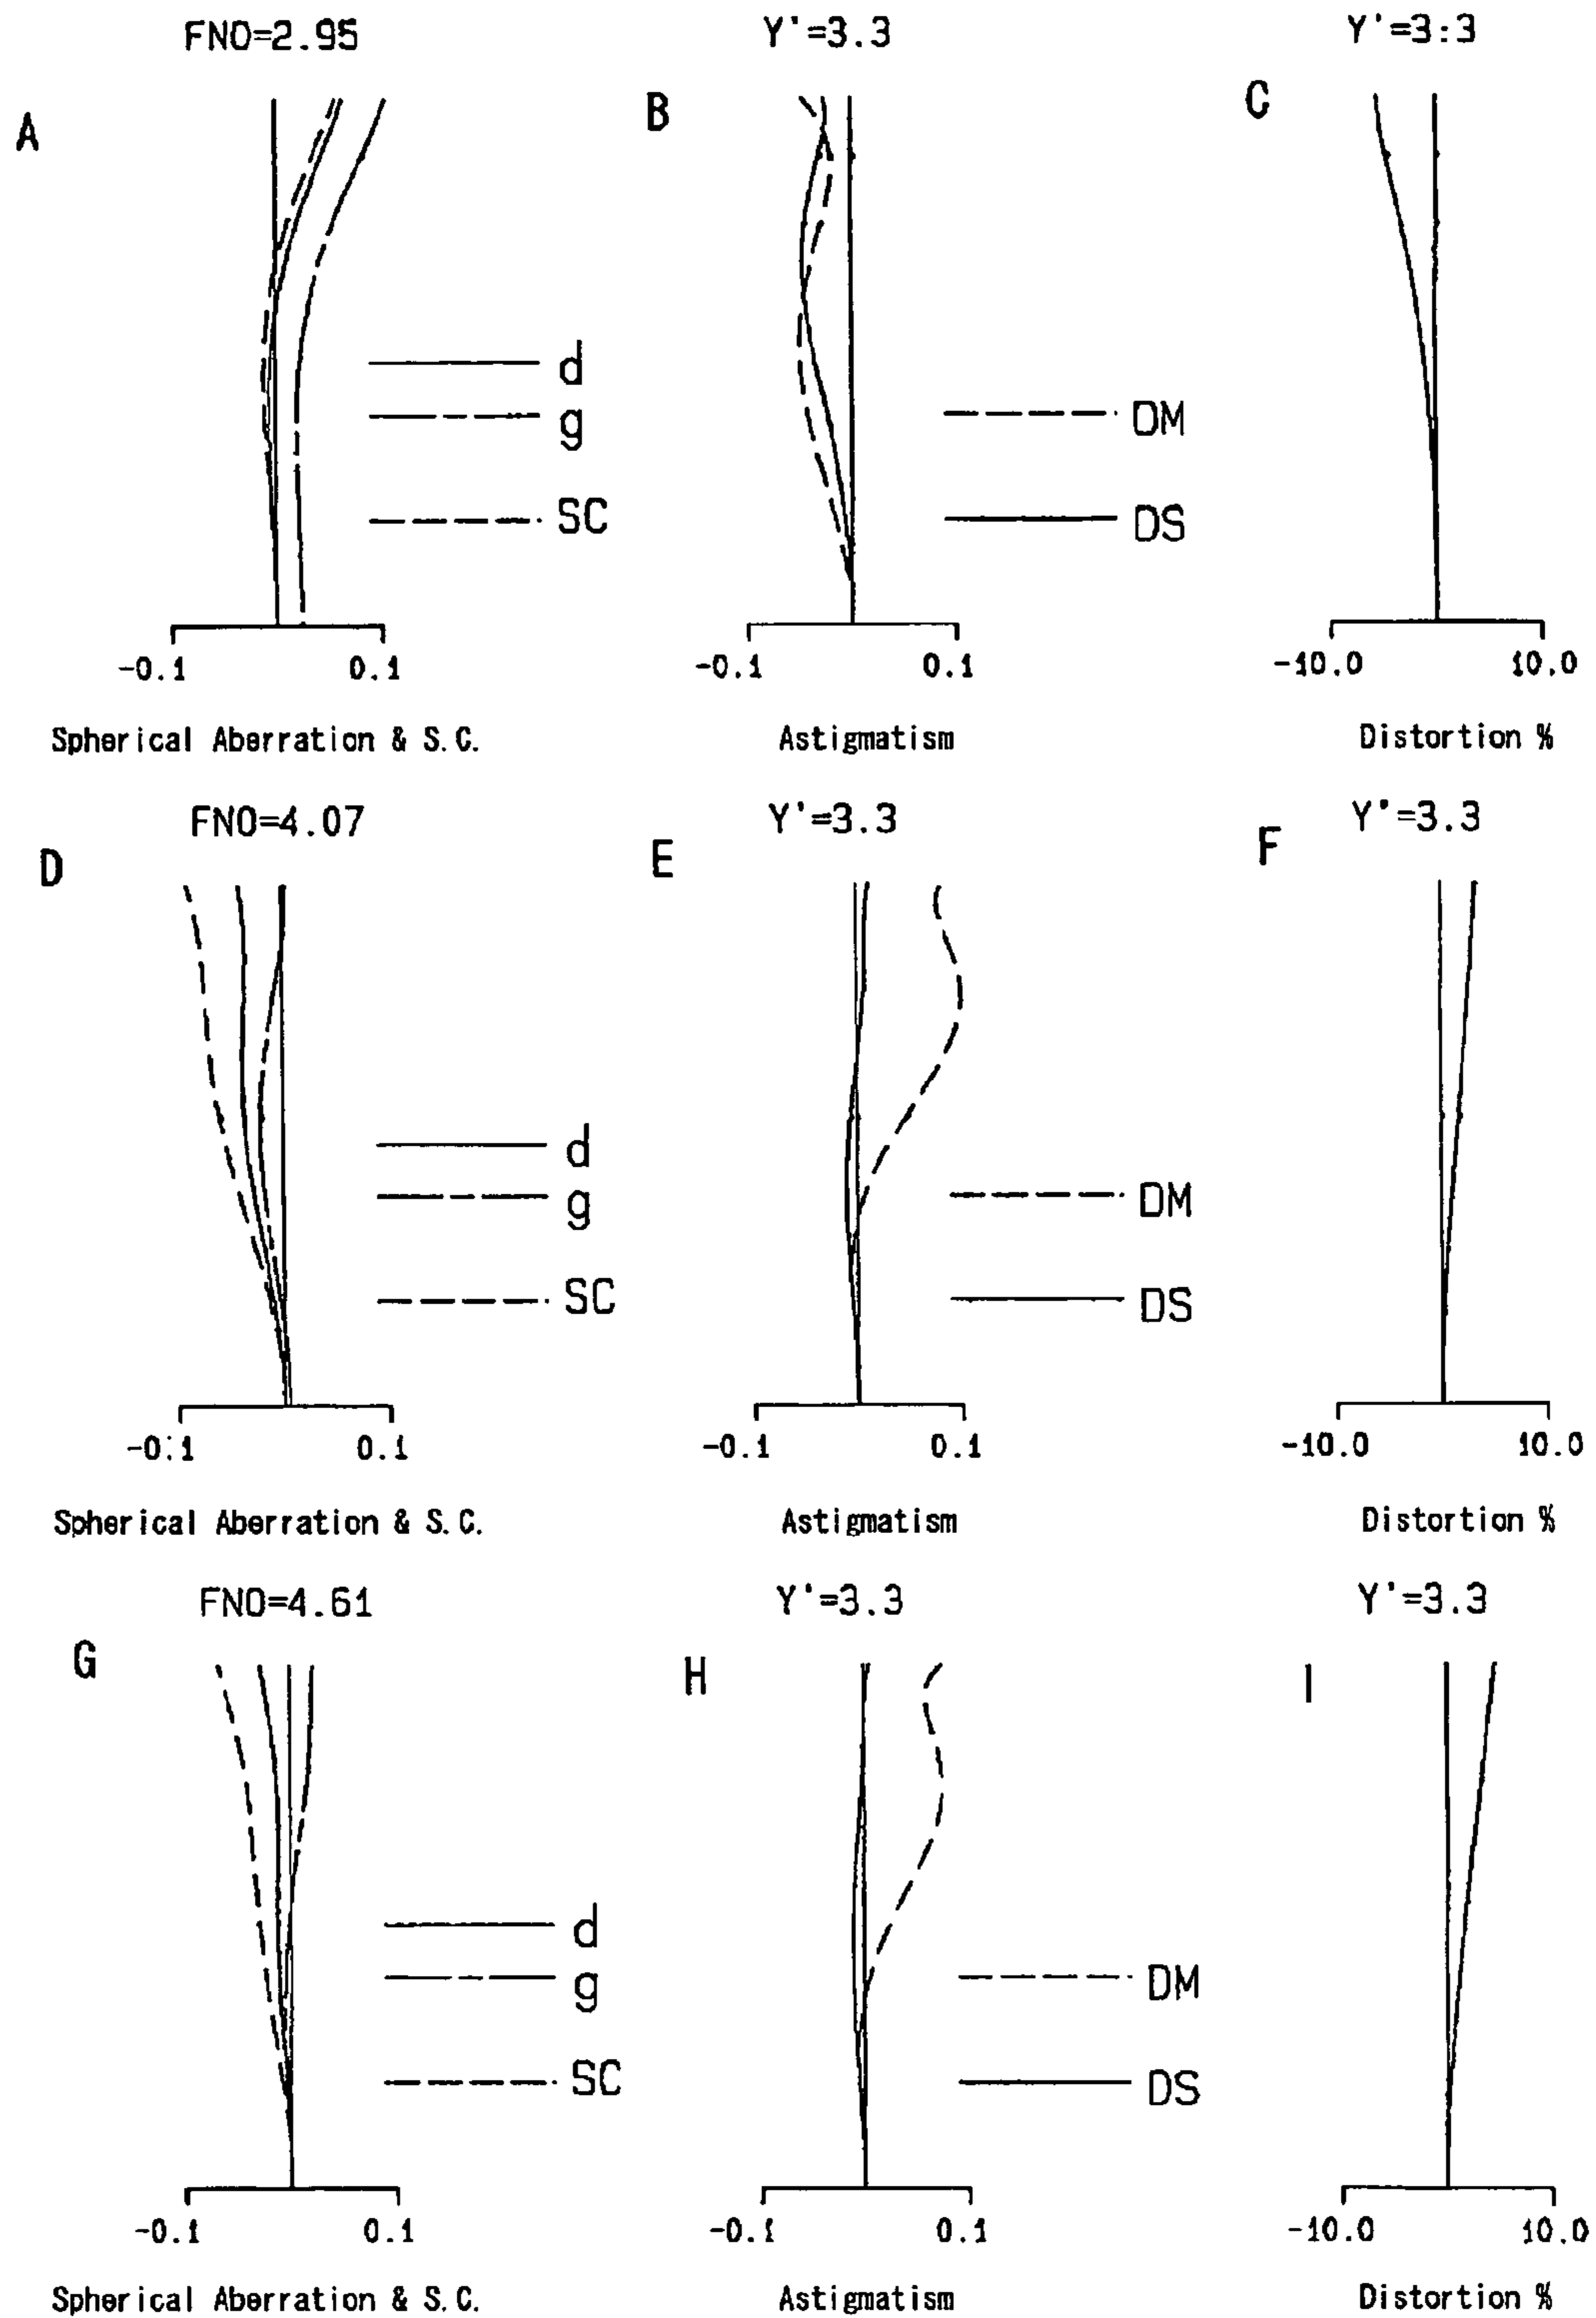 FNO=2.95
Y'=3.3
Y'=3:3
A
B
C
d
g
SC
DM
DS
-0.1 0.1
-0.1 0.1
-10.0 10.0
Spherical Aberration & S.C.
Astigmatism
Distortion %
FNO=4.07
Y'=3.3
Y'=3.3
D
E
F
d
g
SC
DM
DS
-0.1 0.1
-0.1 0.1
-10.0 10.0
Spherical Aberration & S.C.
Astigmatism
Distortion %
FNO=4.61
Y'=3.3
Y'=3.3
G
H
I
d
g
SC
DM
DS
-0.1 0.1
-0.1 0.1
-10.0 10.0
Spherical Aberration & S.C.
Astigmatism
Distortion %